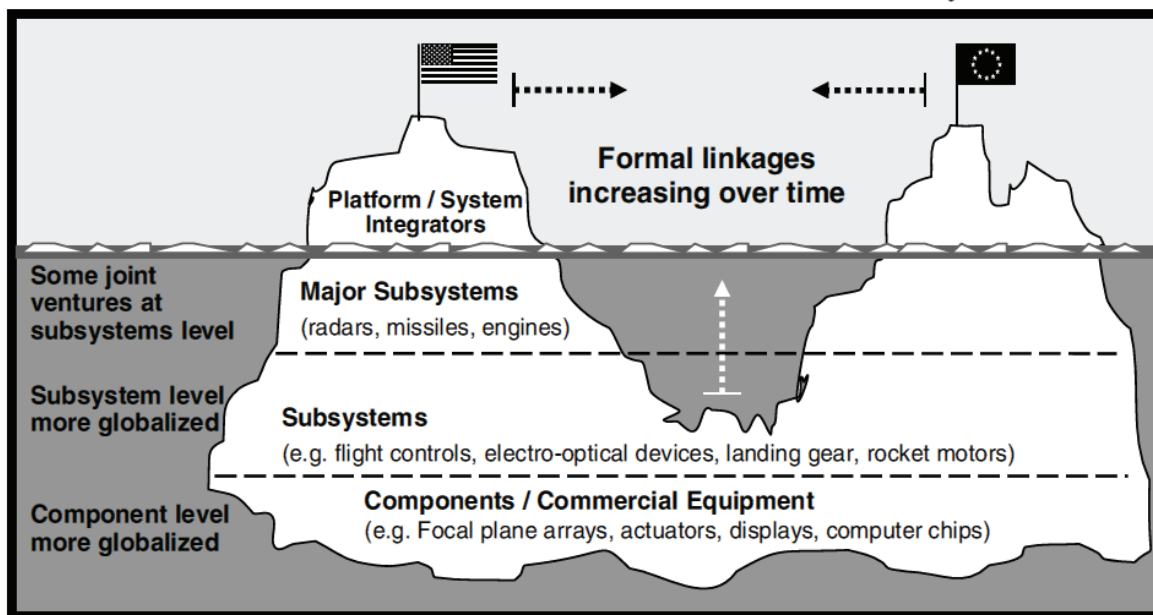 Formal linkages
increasing over time
Platform / System
Integrators
Some joint
ventures at
subsystems level
Major Subsystems
(radars, missiles, engines)
Subsystem level
more globalized
Subsystems
(e.g. flight controls, electro-optical devices, landing gear, rocket motors)
Component level
more globalized
Components / Commercial Equipment
(e.g. Focal plane arrays, actuators, displays, computer chips)